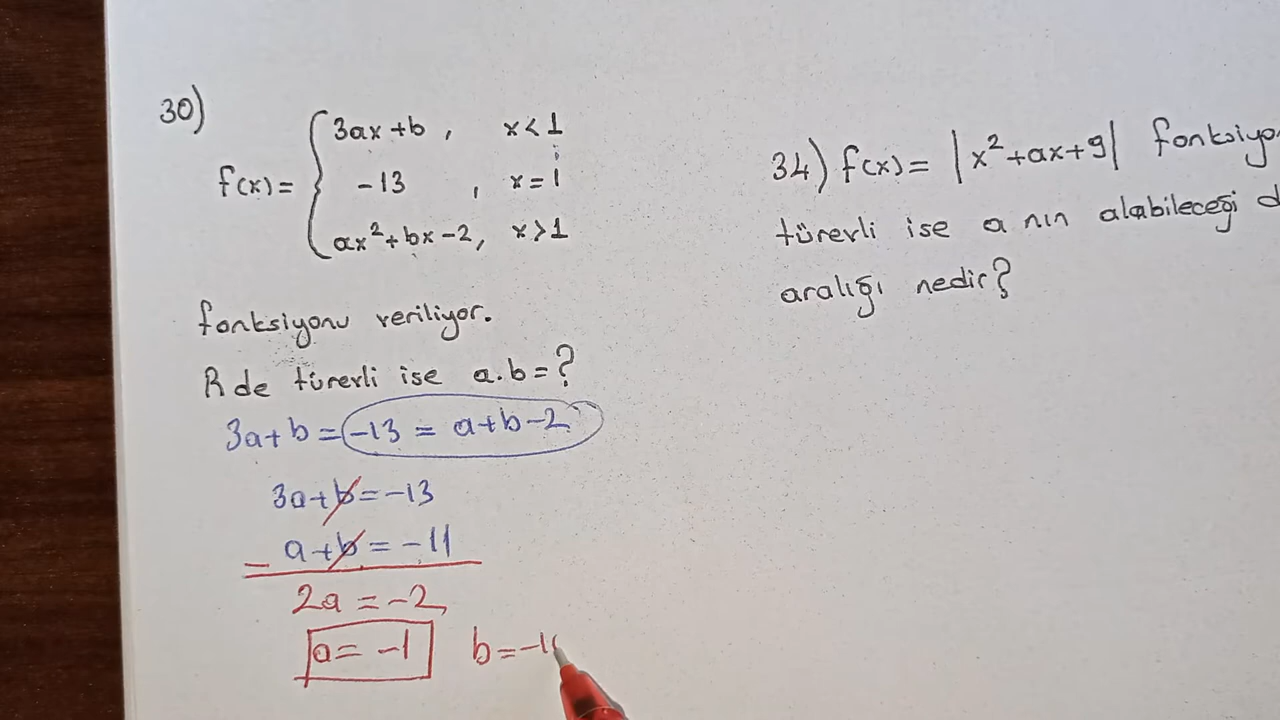 30)
f(x)= { 3ax+b, x<1
-13, x=1
ax²+bx-2, x>1
fonksiyonu veriliyor.
R de türevli ise a.b=?
3a+b=-13=a+b-2
3a+b=-13
- a+b=-11
2a=-2
a=-1 b=-1
34) f(x)= |x²+ax+9|
türevli ise a nın alabileceği
aralığı nedir?